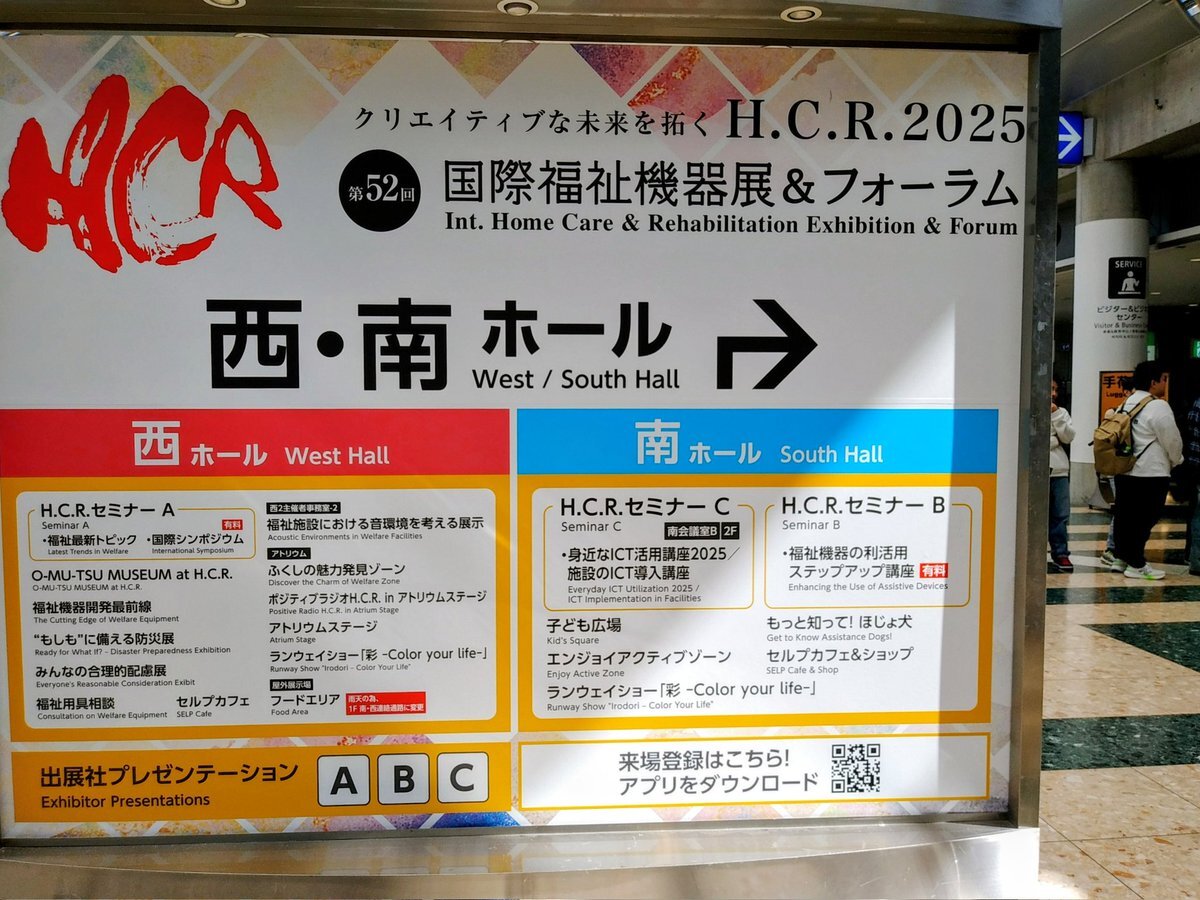 HCR
クリエイティブな未来を拓く H.C.R.2025
第52回
国際福祉機器展&フォーラム
Int. Home Care & Rehabilitation Exhibition & Forum
西・南 ホール
West / South Hall
西 ホール West Hall
H.C.R.セミナー A
Seminar A
有料
・福祉最新トピック ・国際シンポジウム
Latest Trends in Welfare International Symposium
O-MU-TSU MUSEUM at H.C.R.
O-MU-TSU MUSEUM at H.C.R.
福祉機器開発最前線
The Cutting Edge of Welfare Equipment
“もしも”に備える防災展
Ready for What If? – Disaster Preparedness Exhibition
みんなの合理的配慮展
Everyone's Reasonable Consideration Exibit
福祉用具相談 セルプカフェ
Consultation on Welfare Equipment SELP Cafe
西2主催者事務室-2
福祉施設における音環境を考える展示
Acoustic Environments in Welfare Facilities
アトリウム
ふくしの魅力発見ゾーン
Discover the Charm of Welfare Zone
ポジティブラジオH.C.R. in アトリウムステージ
Positive Radio H.C.R. in Atrium Stage
アトリウムステージ
Atrium Stage
ランウェイショー「彩 -Color your life-」
Runway Show "Irodori - Color Your Life"
屋外展示場
フードエリア
Food Area
雨天の為、
1F 南・西連絡通路に変更
南 ホール South Hall
H.C.R.セミナー C
Seminar C
南会議室B 2F
・身近なICT活用講座2025／
施設のICT導入講座
Everyday ICT Utilization 2025 /
ICT Implementation in Facilities
H.C.R.セミナー B
Seminar B
・福祉機器の利活用
ステップアップ講座 有料
Enhancing the Use of Assistive Devices
子ども広場
Kid's Square
もっと知って! ほじょ犬
Get to Know Assistance Dogs!
エンジョイアクティブゾーン
Enjoy Active Zone
セルプカフェ&ショップ
SELP Cafe & Shop
ランウェイショー「彩 -Color your life-」
Runway Show "Irodori - Color Your Life"
出展社プレゼンテーション
Exhibitor Presentations
A B C
来場登録はこちら!
アプリをダウンロード
SERVICE
ビジター&ビジ
センター
Visitor & Busine
手荷
Lugg